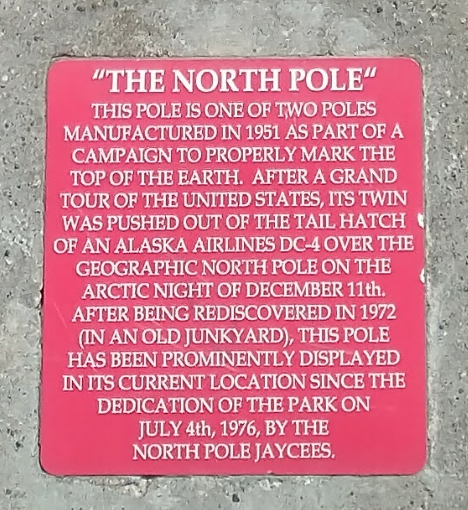 “THE NORTH POLE“
THIS POLE IS ONE OF TWO POLES
MANUFACTURED IN 1951 AS PART OF A
CAMPAIGN TO PROPERLY MARK THE
TOP OF THE EARTH. AFTER A GRAND
TOUR OF THE UNITED STATES, ITS TWIN
WAS PUSHED OUT OF THE TAIL HATCH
OF AN ALASKA AIRLINES DC-4 OVER THE
GEOGRAPHIC NORTH POLE ON THE
ARCTIC NIGHT OF DECEMBER 11th.
AFTER BEING REDISCOVERED IN 1972
(IN AN OLD JUNKYARD), THIS POLE
HAS BEEN PROMINENTLY DISPLAYED
IN ITS CURRENT LOCATION SINCE THE
DEDICATION OF THE PARK ON
JULY 4th, 1976, BY THE
NORTH POLE JAYCEES.